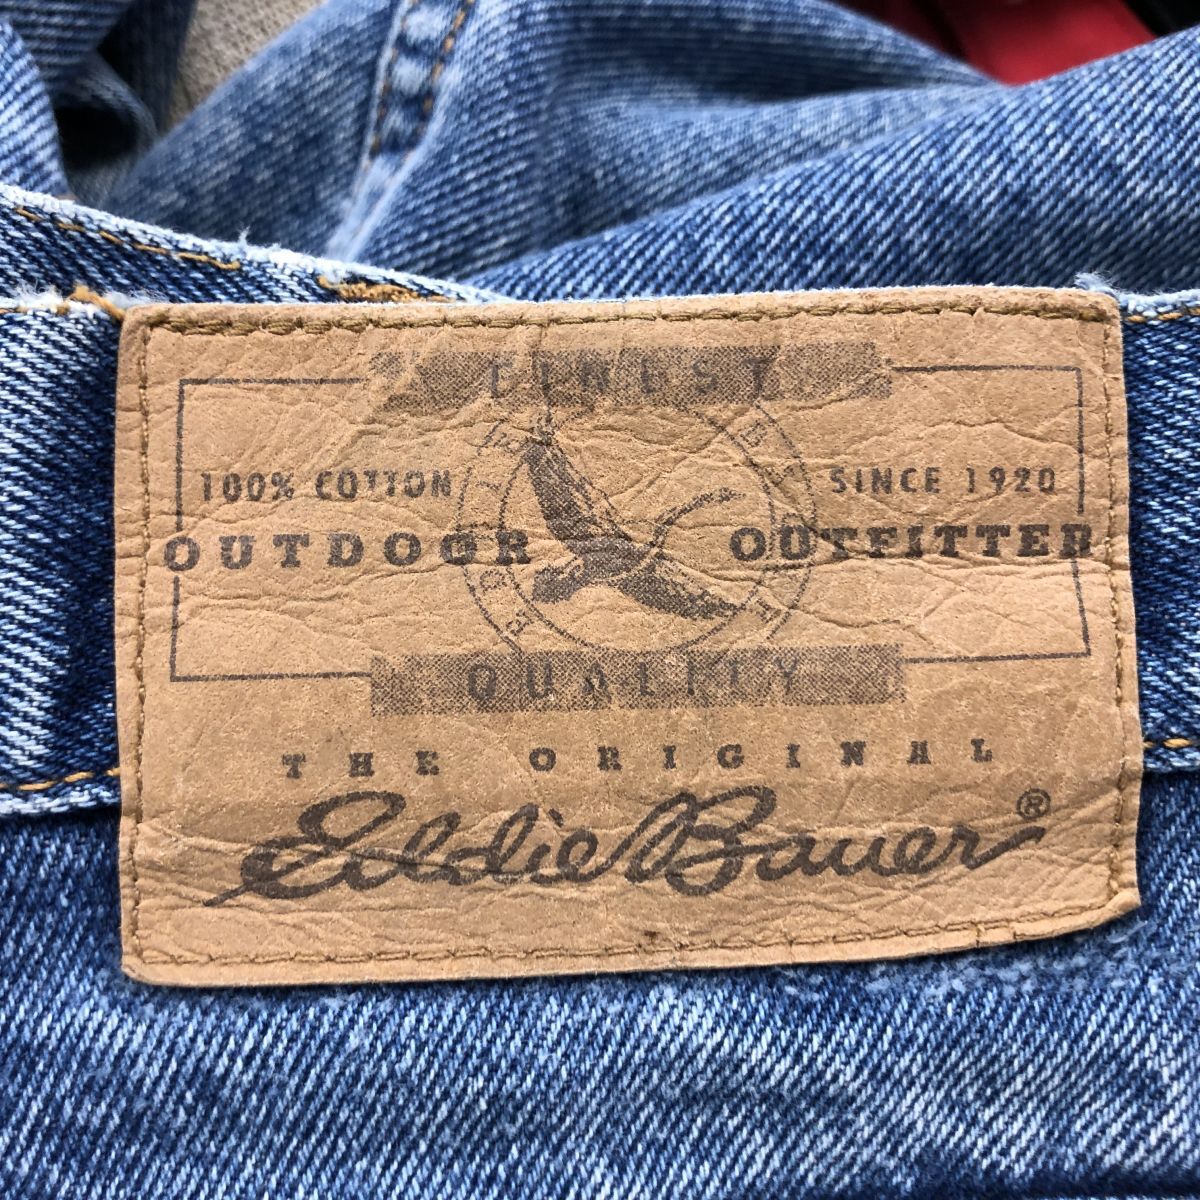 FINEST
100% COTTON SINCE 1920
OUTDOOR OUTFITTER
QUALITY
THE ORIGINAL
Eddie Bauer®